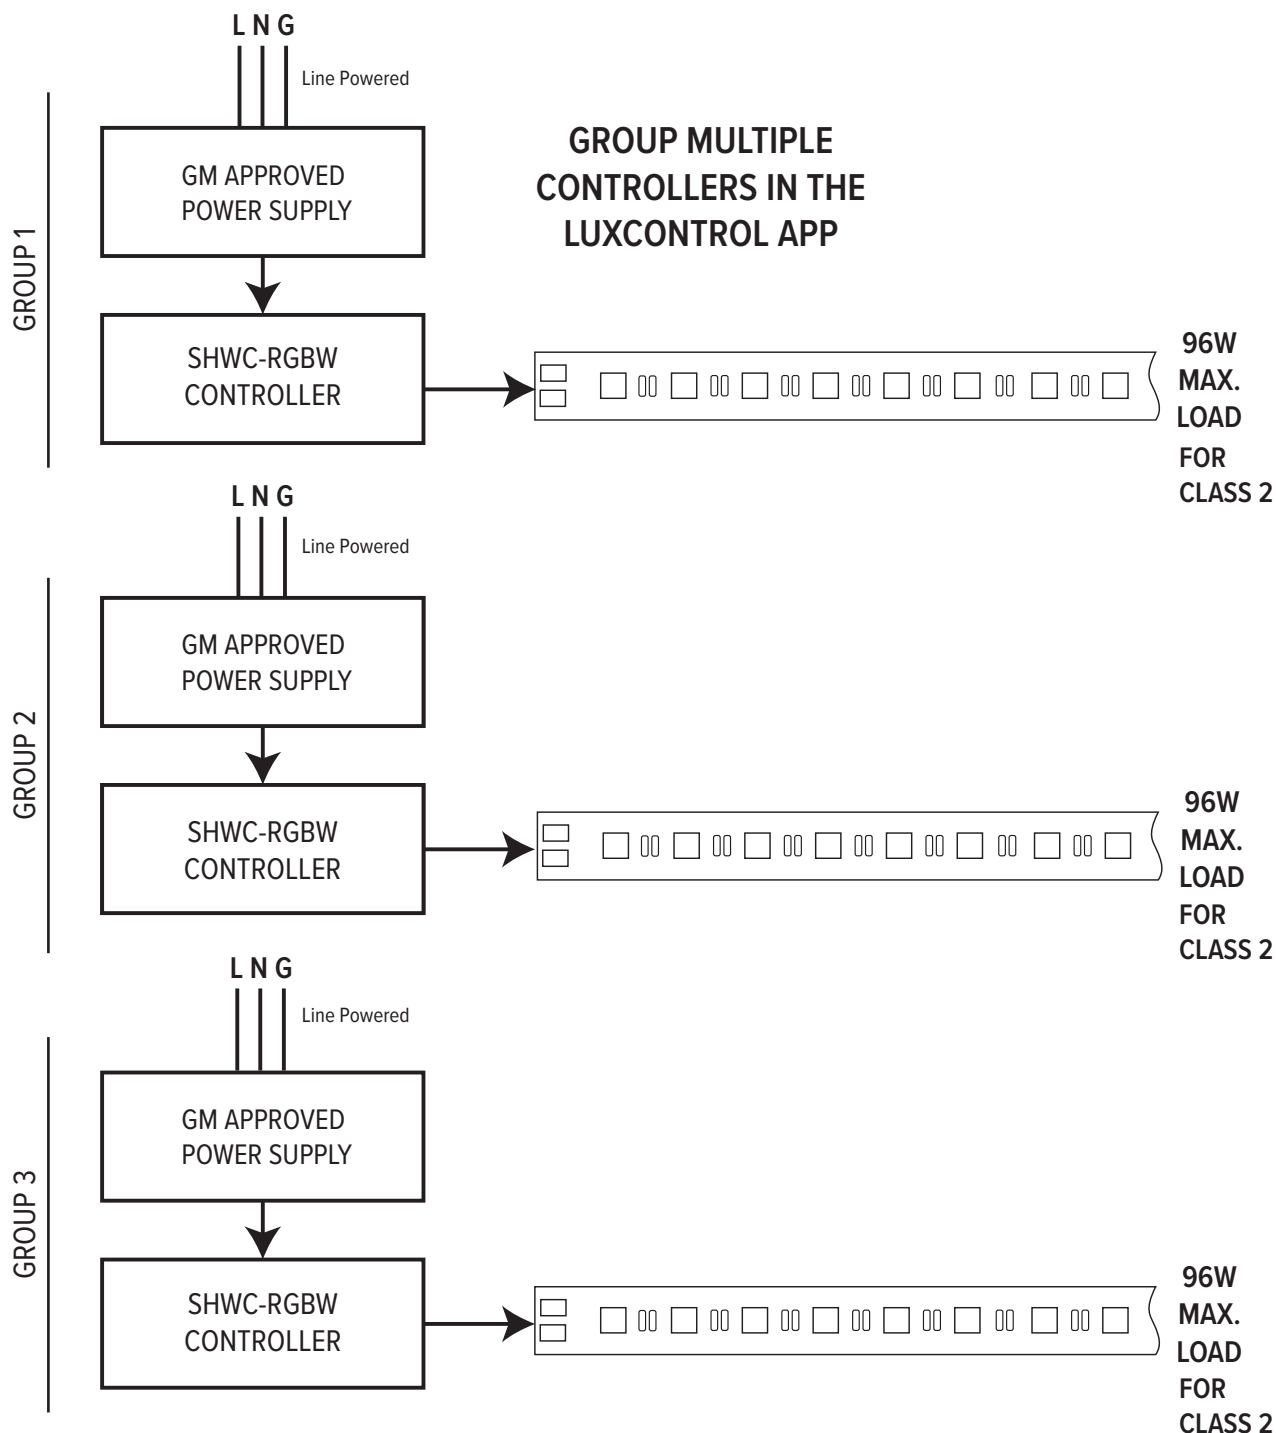 L N G
Line Powered
GROUP 1
GM APPROVED
POWER SUPPLY
GROUP MULTIPLE
CONTROLLERS IN THE
LUXCONTROL APP
SHWC-RGBW
CONTROLLER
96W
MAX.
LOAD
FOR
CLASS 2
L N G
Line Powered
GROUP 2
GM APPROVED
POWER SUPPLY
SHWC-RGBW
CONTROLLER
96W
MAX.
LOAD
FOR
CLASS 2
L N G
Line Powered
GROUP 3
GM APPROVED
POWER SUPPLY
SHWC-RGBW
CONTROLLER
96W
MAX.
LOAD
FOR
CLASS 2